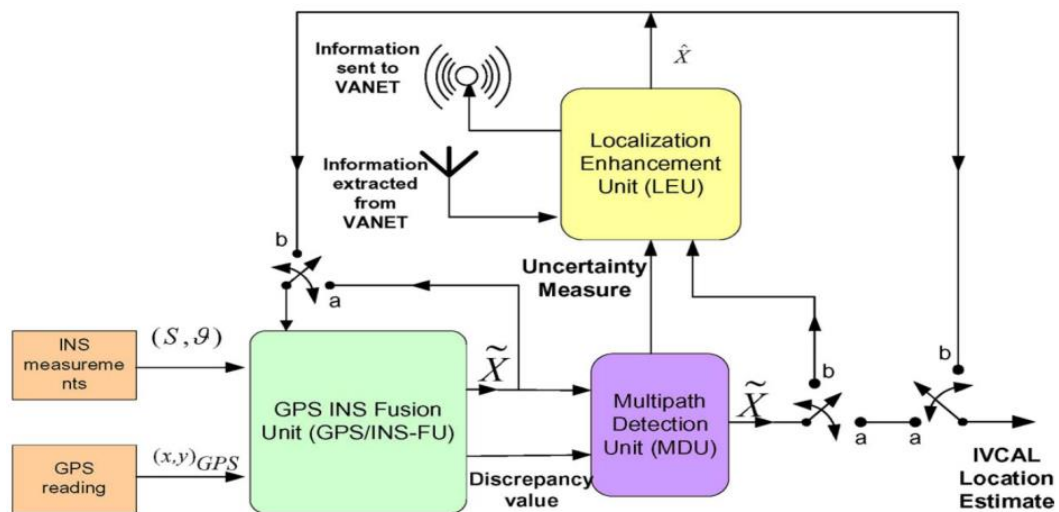 Information
sent to
VANET
X̂
Localization
Enhancement
Unit (LEU)
Information
extracted
from
VANET
b
a
Uncertainty
Measure
INS
measureme
nts
(S,ϑ)
X̃
GPS INS Fusion
Unit (GPS/INS-FU)
Multipath
Detection
Unit (MDU)
X̃
b
a
a
b
GPS
reading
(x,y)GPS
Discrepancy
value
IVCAL
Location
Estimate